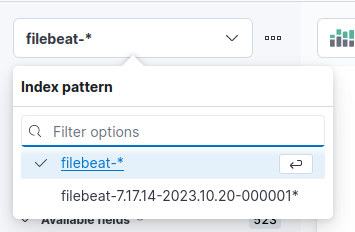 filebeat-*
Index pattern
Filter options
filebeat-*
filebeat-7.17.14-2023.10.20-000001*
Available fields 523